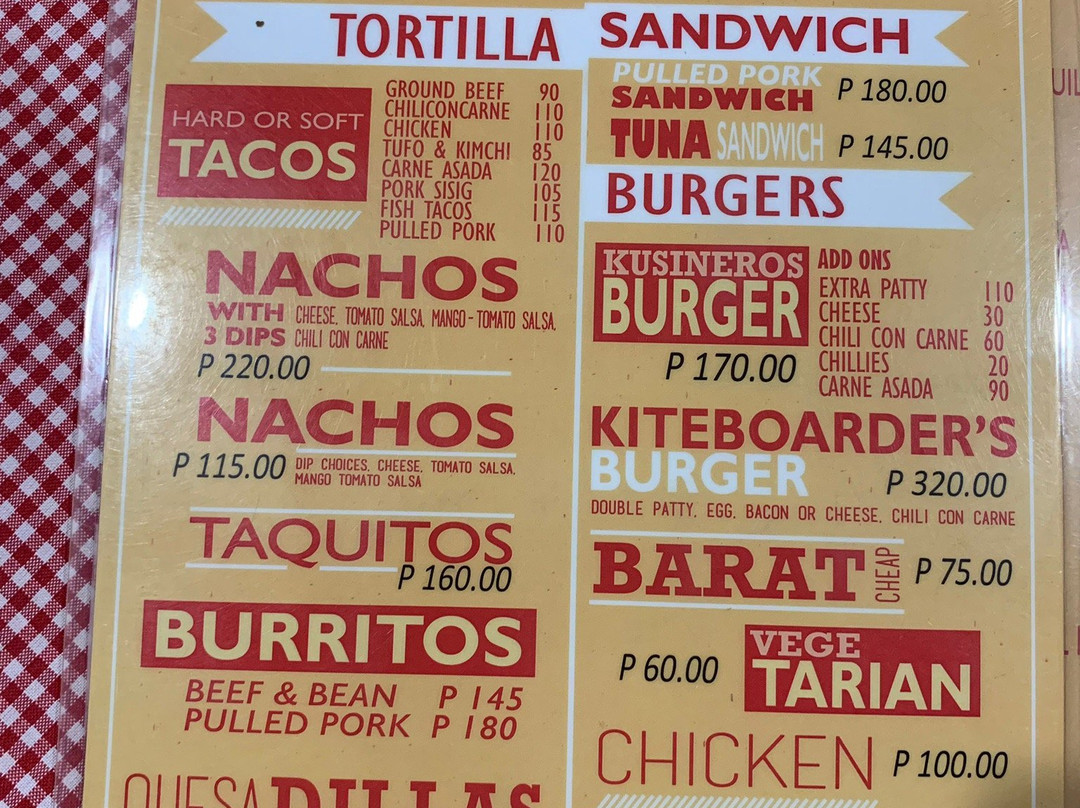 TORTILLA
HARD OR SOFT
TACOS
GROUND BEEF 90
CHILICONCARNE 110
CHICKEN 110
TUFO & KIMCHI 85
CARNE ASADA 120
PORK SISIG 105
FISH TACOS 115
PULLED PORK 110
NACHOS
WITH CHEESE, TOMATO SALSA, MANGO-TOMATO SALSA,
3 DIPS CHILI CON CARNE
P 220.00
NACHOS
P 115.00 DIP CHOICES, CHEESE, TOMATO SALSA,
MANGO TOMATO SALSA
TAQUITOS
P 160.00
BURRITOS
BEEF & BEAN P 145
PULLED PORK P 180
QUESADILLAS
SANDWICH
PULLED PORK
SANDWICH P 180.00
TUNA SANDWICH P 145.00
BURGERS
KUSINEROS
BURGER
P 170.00
ADD ONS
EXTRA PATTY 110
CHEESE 30
CHILI CON CARNE 60
CHILLIES 20
CARNE ASADA 90
KITEBOARDER'S
BURGER P 320.00
DOUBLE PATTY, EGG, BACON OR CHEESE, CHILI CON CARNE
BARAT CHEAP P 75.00
P 60.00 VEGE
TARIAN
CHICKEN P 100.00